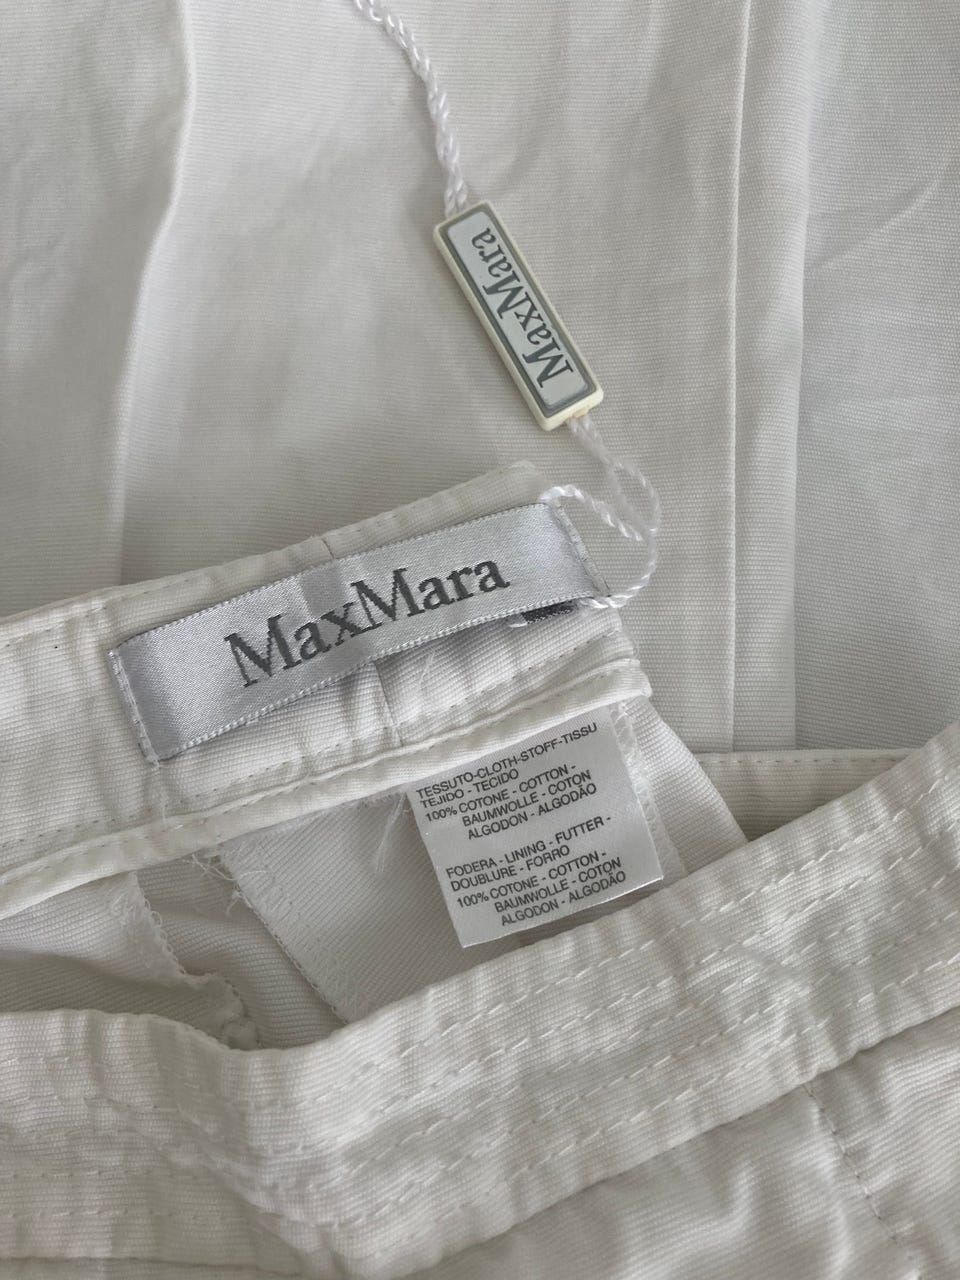 MaxMara
MaxMara
TESSUTO-CLOTH-STOFF-TISSU
TEJIDO - TECIDO
100% COTONE - COTTON -
BAUMWOLLE - COTON
ALGODON - ALGODÃO
FODERA - LINING - FUTTER -
DOUBLURE - FORRO
100% COTONE - COTTON -
BAUMWOLLE - COTON
ALGODON - ALGODÃO